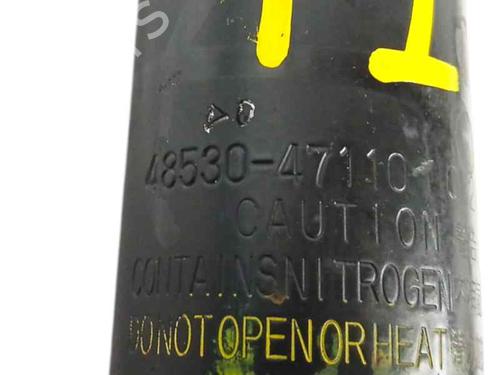 48530-47110
CAUTION
CONTAINS NITROGEN
DO NOT OPEN OR HEAT